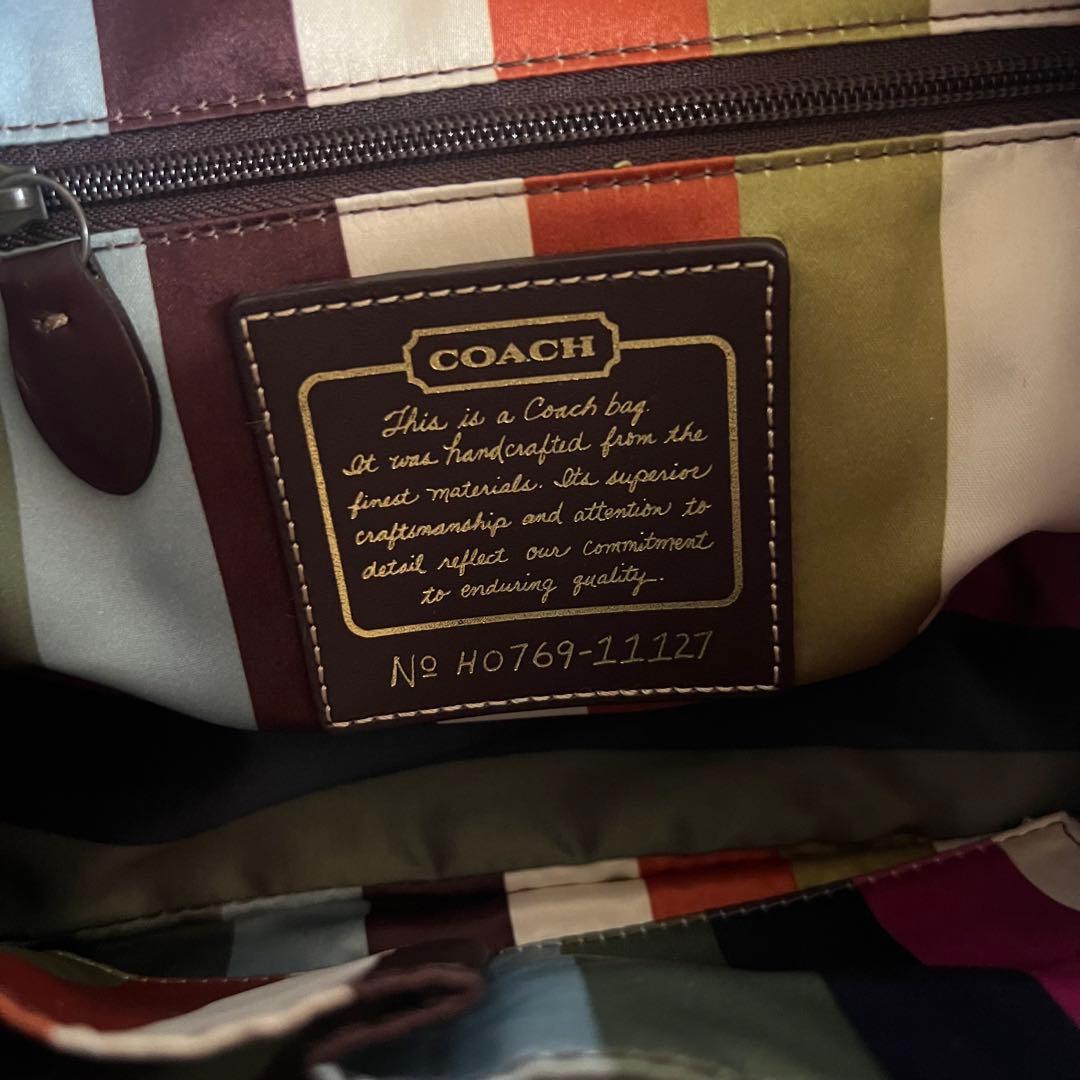 COACH
This is a Coach bag.
It was handcrafted from the
finest materials. Its superior
craftsmanship and attention to
detail reflect our commitment
to enduring quality.
Nº H0769-11127